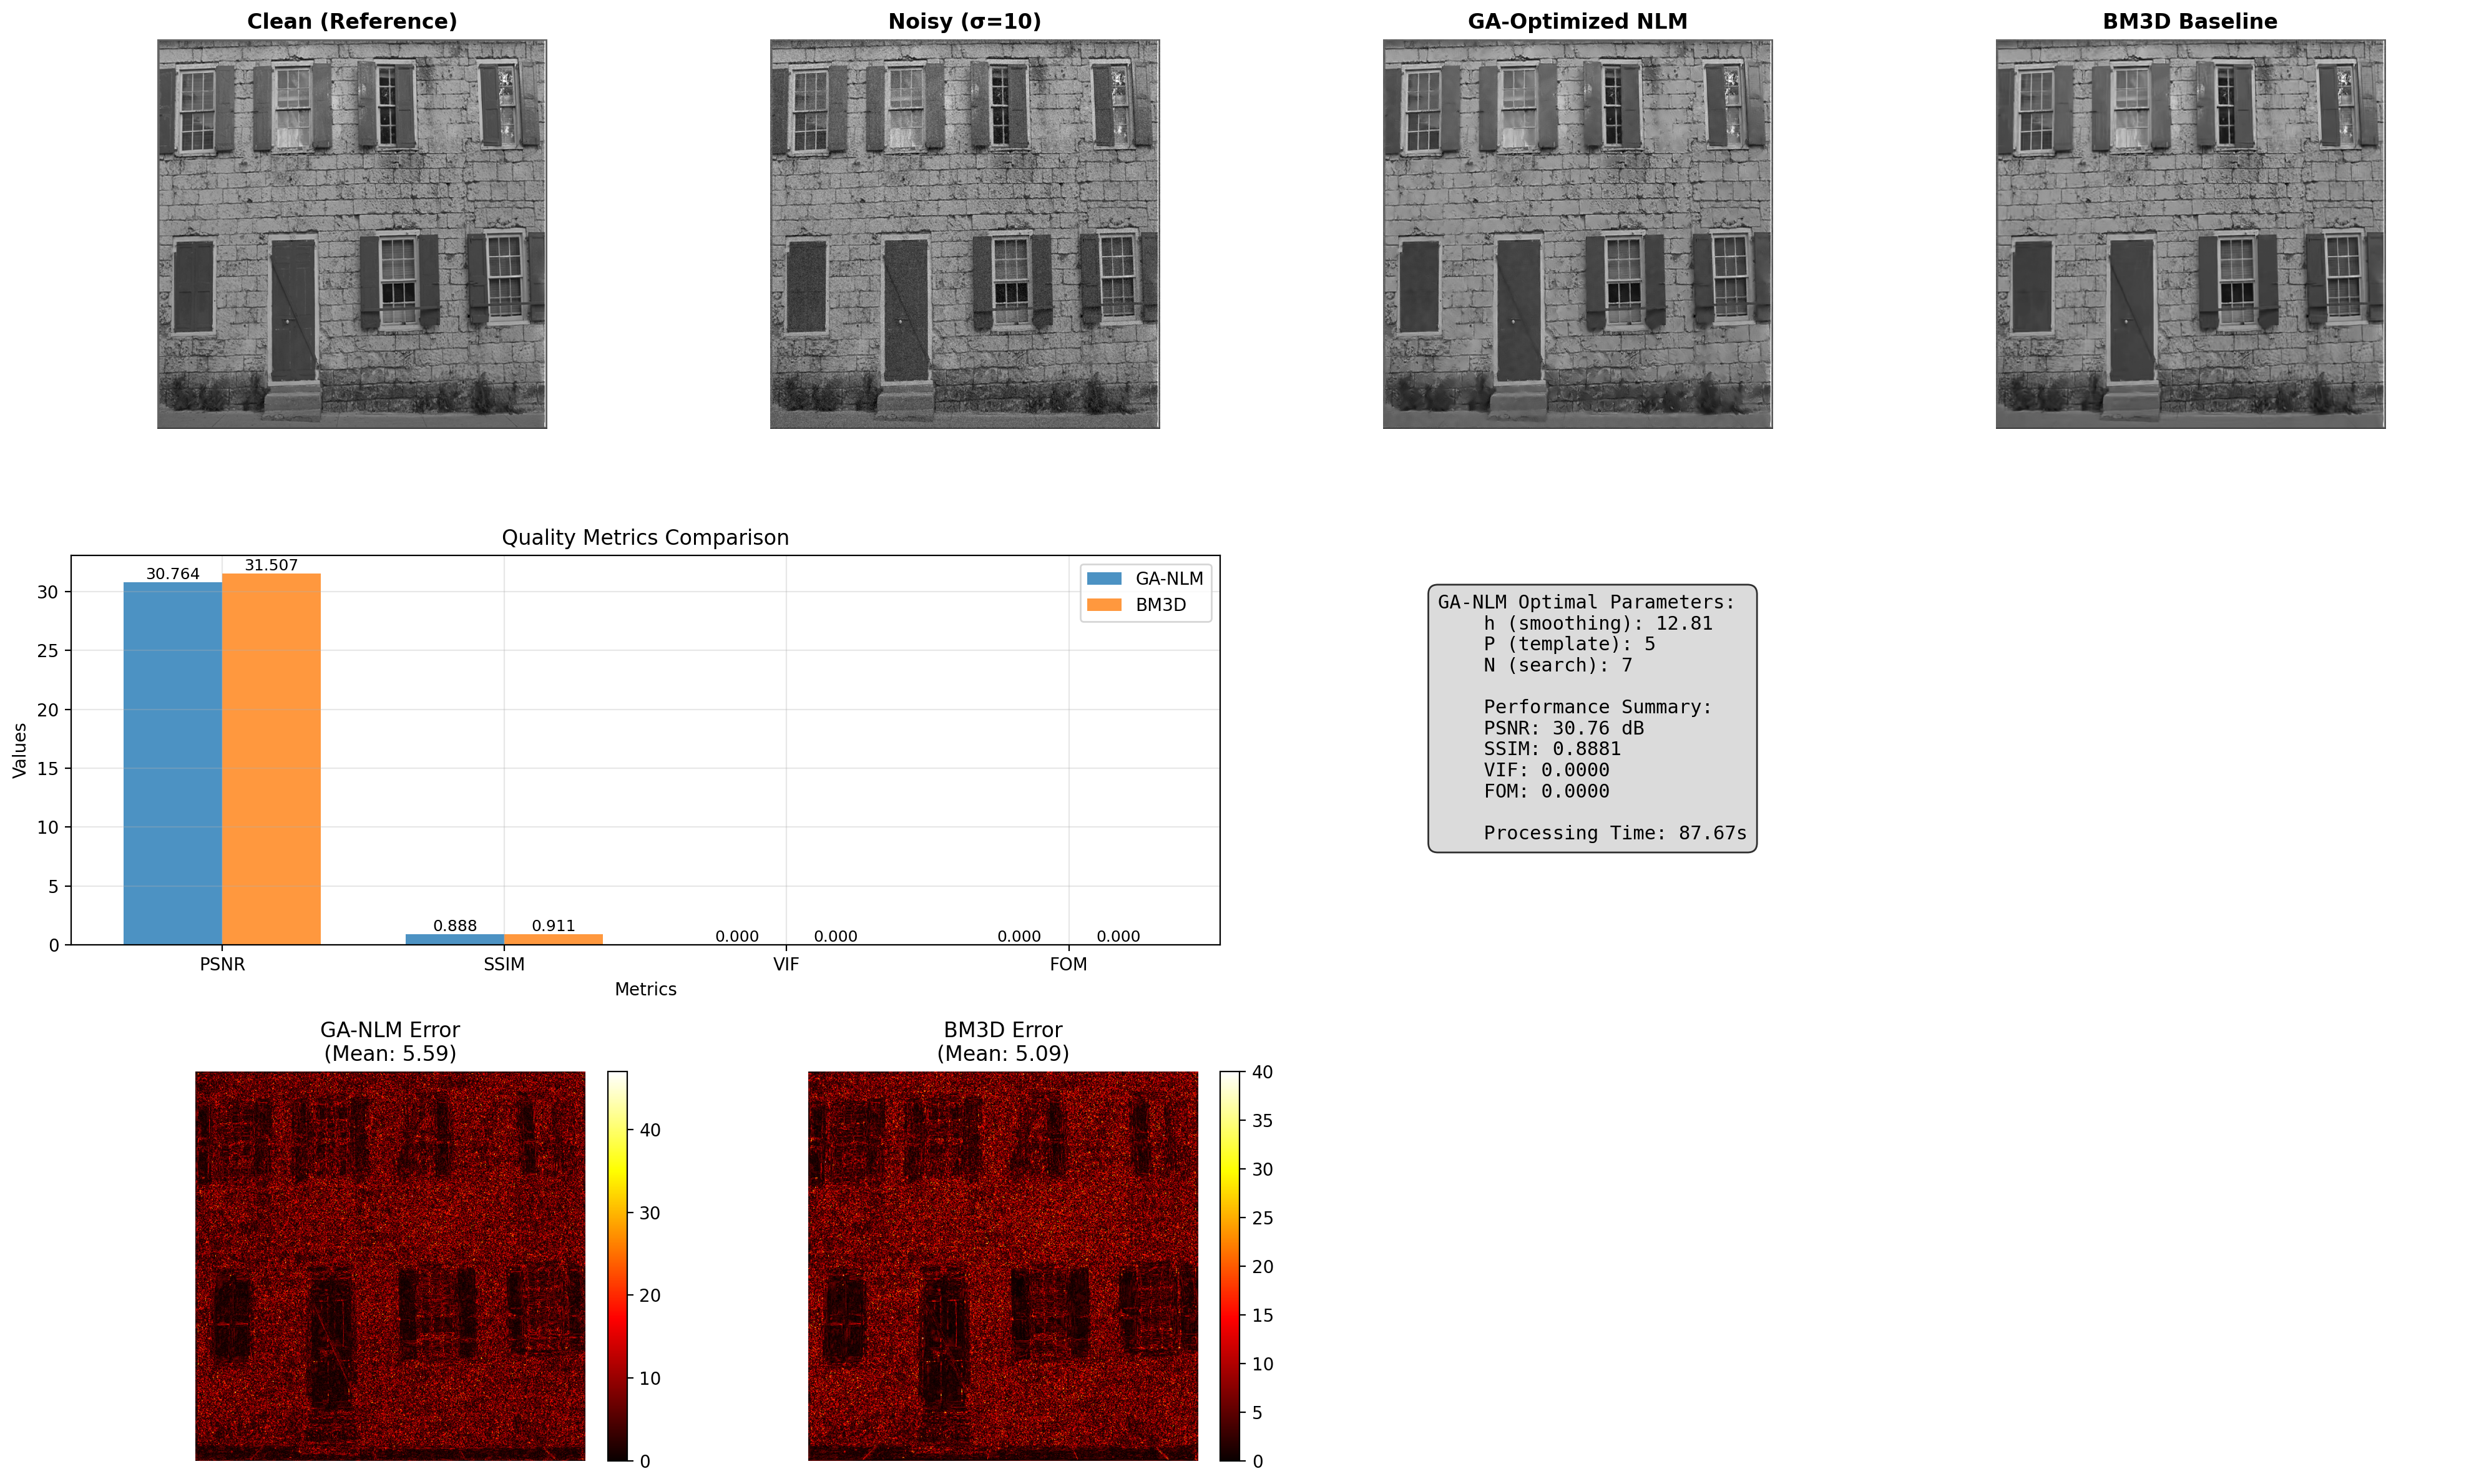 Clean (Reference)
Noisy (σ=10)
GA-Optimized NLM
BM3D Baseline
Quality Metrics Comparison
30.764
31.507
0.888
0.911
0.000
0.000
0.000
0.000
GA-NLM
BM3D
30
25
20
15
10
5
0
Values
PSNR
SSIM
VIF
FOM
Metrics
GA-NLM Optimal Parameters:
h (smoothing): 12.81
P (template): 5
N (search): 7
Performance Summary:
PSNR: 30.76 dB
SSIM: 0.8881
VIF: 0.0000
FOM: 0.0000
Processing Time: 87.67s
GA-NLM Error
(Mean: 5.59)
40
30
20
10
0
BM3D Error
(Mean: 5.09)
40
35
30
25
20
15
10
5
0